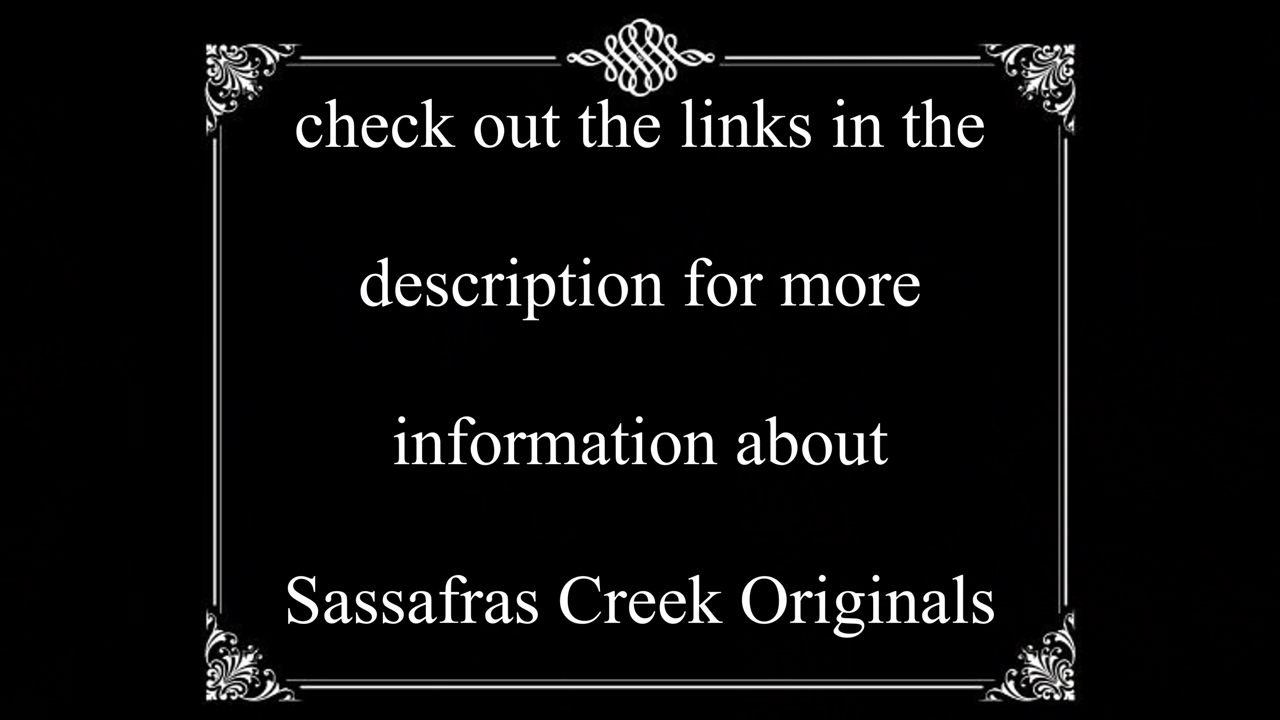 check out the links in the
description for more
information about
Sassafras Creek Originals